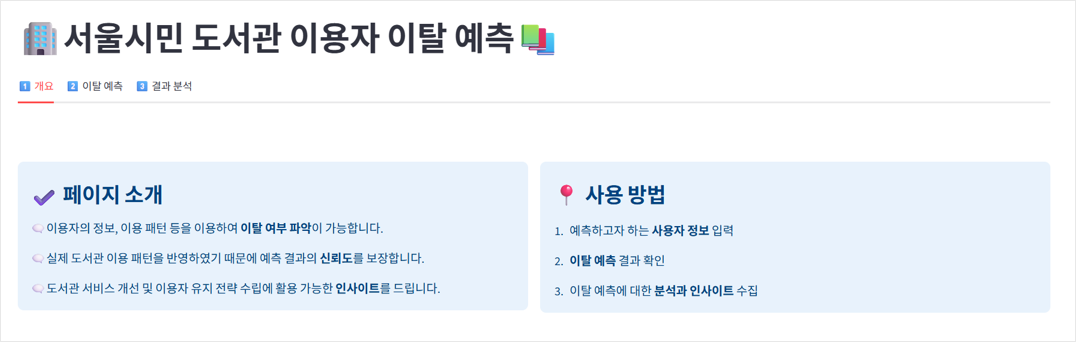 서울시민 도서관 이용자 이탈 예측
1 개요 2 이탈 예측 3 결과 분석
페이지 소개
이용자의 정보, 이용 패턴 등을 이용하여 이탈 여부 파악이 가능합니다.
실제 도서관 이용 패턴을 반영하였기 때문에 예측 결과의 신뢰도를 보장합니다.
도서관 서비스 개선 및 이용자 유지 전략 수립에 활용 가능한 인사이트를 드립니다.
사용 방법
1. 예측하고자 하는 사용자 정보 입력
2. 이탈 예측 결과 확인
3. 이탈 예측에 대한 분석과 인사이트 수집